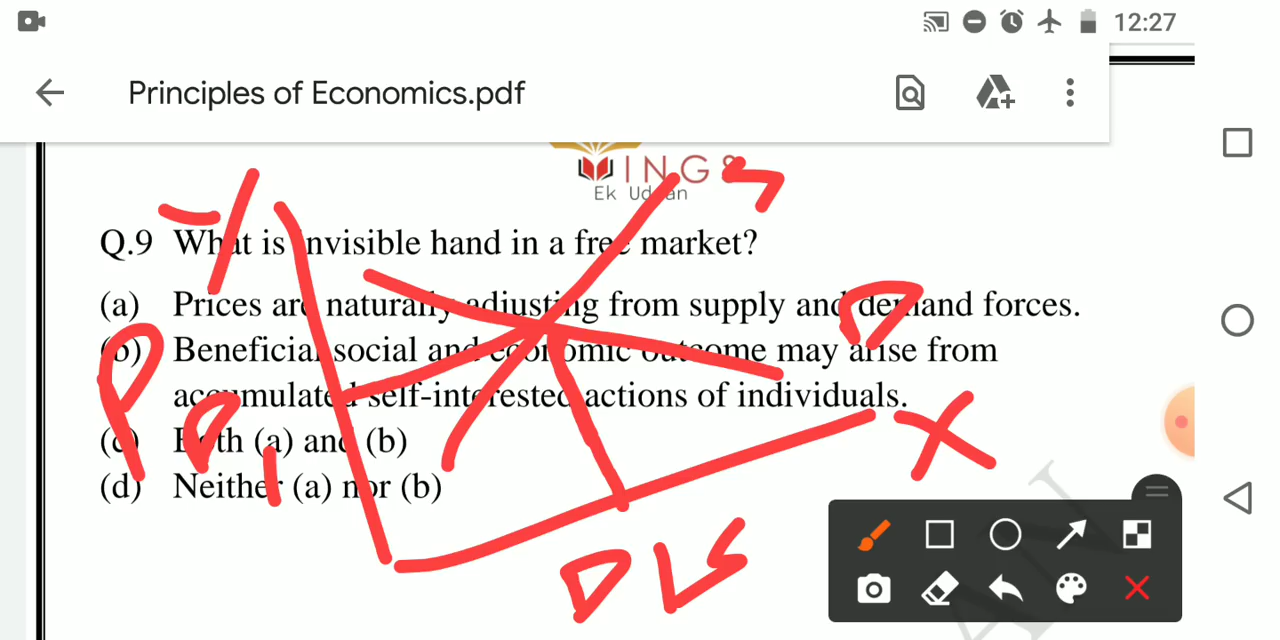 12:27
Principles of Economics.pdf
INGS
Ek Udaan
Q.9 What is invisible hand in a free market?
(a) Prices are naturally adjusting from supply and demand forces.
(b) Beneficial social and economic outcome may arise from
accumulated self-interested actions of individuals.
(c) Both (a) and (b)
(d) Neither (a) nor (b)
Y
D
P
P1
X